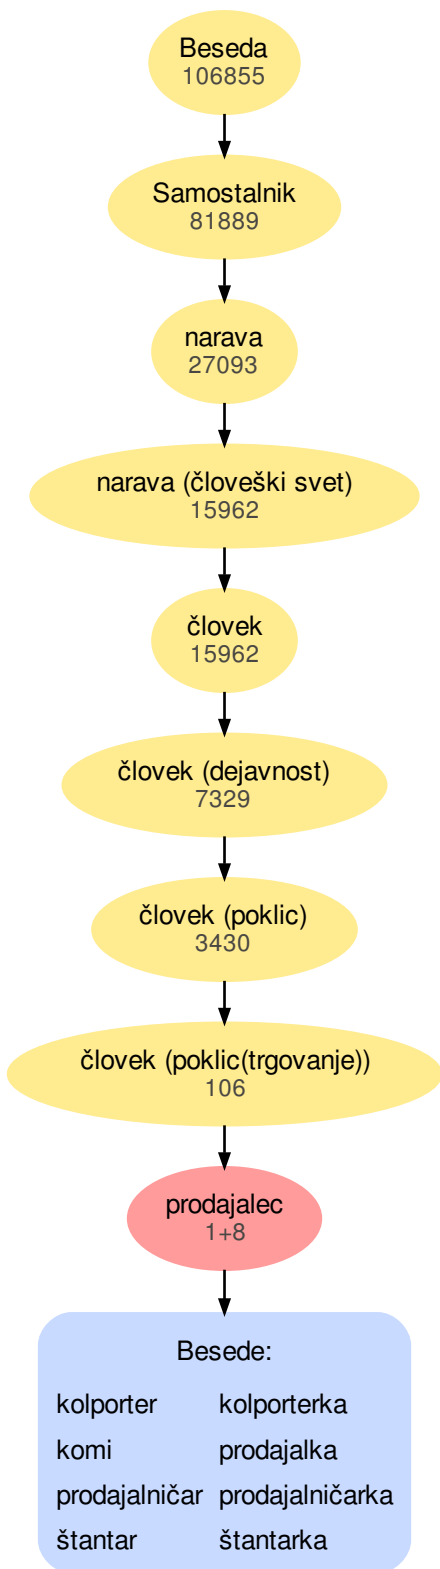 Beseda
106855
Samostalnik
81889
narava
27093
narava (človeški svet)
15962
človek
15962
človek (dejavnost)
7329
človek (poklic)
3430
človek (poklic(trgovanje))
106
prodajalec
1+8
Besede:
kolporter kolporterka
komi prodajalka
prodajalničar prodajalničarka
štantar štantarka